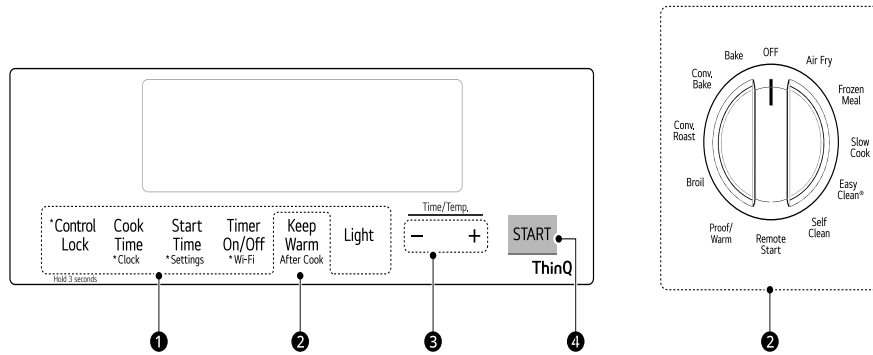 *Control
Lock
Cook
Time
*Clock
Start
Time
*Settings
Timer
On/Off
*Wi-Fi
Keep
Warm
After Cook
Light
Time/Temp.
− +
START
ThinQ
Hold 3 seconds
1
2
3
4
OFF
Air Fry
Frozen
Meal
Slow
Cook
Easy
Clean®
Self
Clean
Remote
Start
Proof/
Warm
Broil
Conv.
Roast
Conv.
Bake
Bake
2